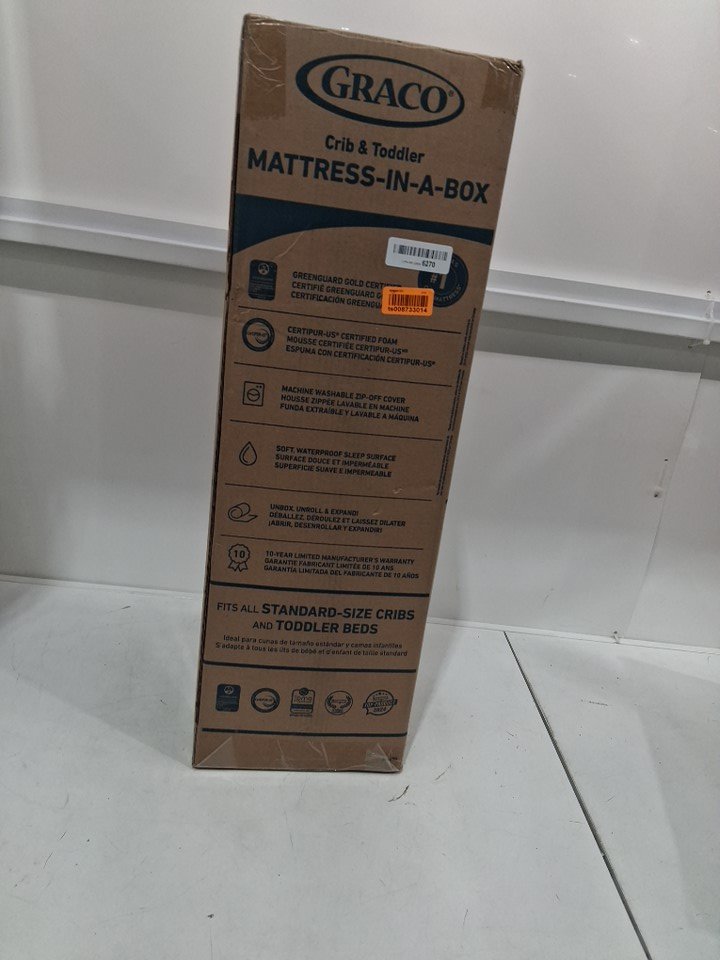 GRACO®
Crib & Toddler
MATTRESS-IN-A-BOX
6270
ts008733014
GREENGUARD GOLD
CERTIFIÉ GREENGUARD
CERTIFICACIÓN
CERTIPUR-US® CERTIFIED FOAM
MOUSSE CERTIFIÉE CERTIPUR-USMD
ESPUMA CON CERTIFICACIÓN CERTIPUR-US®
MACHINE WASHABLE ZIP-OFF COVER
HOUSSE ZIPPÉE LAVABLE EN MACHINE
FUNDA EXTRAÍBLE Y LAVABLE A MÁQUINA
SOFT, WATERPROOF SLEEP SURFACE
SURFACE DOUCE ET IMPERMÉABLE
SUPERFICIE SUAVE E IMPERMEABLE
UNBOX, UNROLL & EXPAND!
DÉBALLEZ, DÉROULEZ ET LAISSEZ DILATER
¡ABRIR, DESENROLLAR Y EXPANDIR!
10
10-YEAR LIMITED MANUFACTURER'S WARRANTY
GARANTIE FABRICANT LIMITÉE DE 10 ANS
GARANTÍA LIMITADA DEL FABRICANTE DE 10 AÑOS
FITS ALL STANDARD-SIZE CRIBS
AND TODDLER BEDS
Ideal para cunas de tamaño estándar y camas infantiles
S'adapte à tous les lits de bébé et d'enfant de taille standard